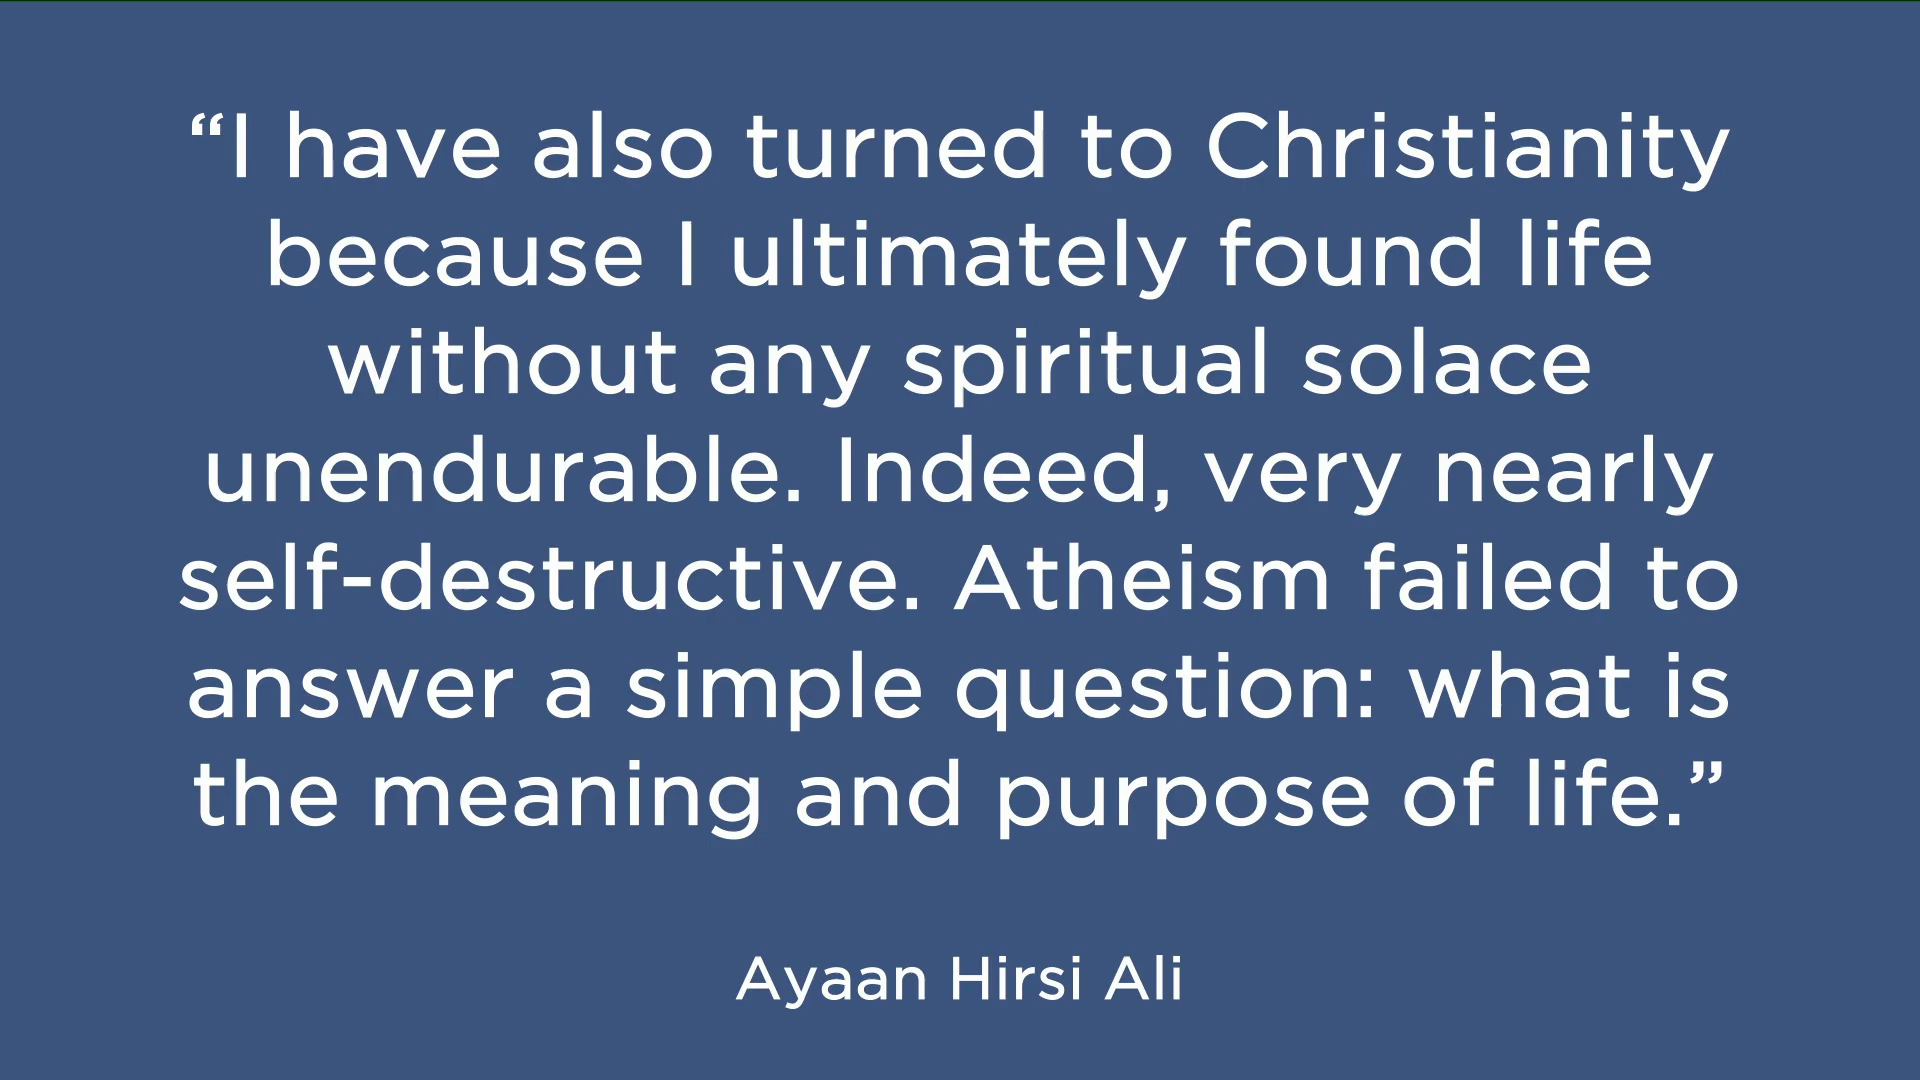 “I have also turned to Christianity
because I ultimately found life
without any spiritual solace
unendurable. Indeed, very nearly
self-destructive. Atheism failed to
answer a simple question: what is
the meaning and purpose of life.”
Ayaan Hirsi Ali